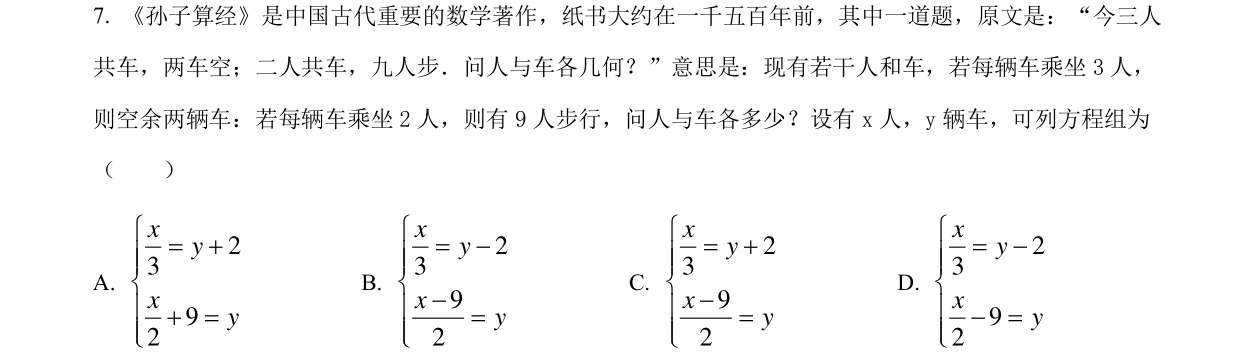 7. 《孙子算经》是中国古代重要的数学著作，纸书大约在一千五百年前，其中一道题，原文是：“今三人
共车，两车空；二人共车，九人步．问人与车各几何？”意思是：现有若干人和车，若每辆车乘坐 3 人，
则空余两辆车：若每辆车乘坐 2 人，则有 9 人步行，问人与车各多少？设有 x 人，y 辆车，可列方程组为
（　　）
A. {x/3 = y + 2, x/2 + 9 = y　B. {x/3 = y − 2, (x − 9)/2 = y　C. {x/3 = y + 2, (x − 9)/2 = y　D. {x/3 = y − 2, x/2 − 9 = y